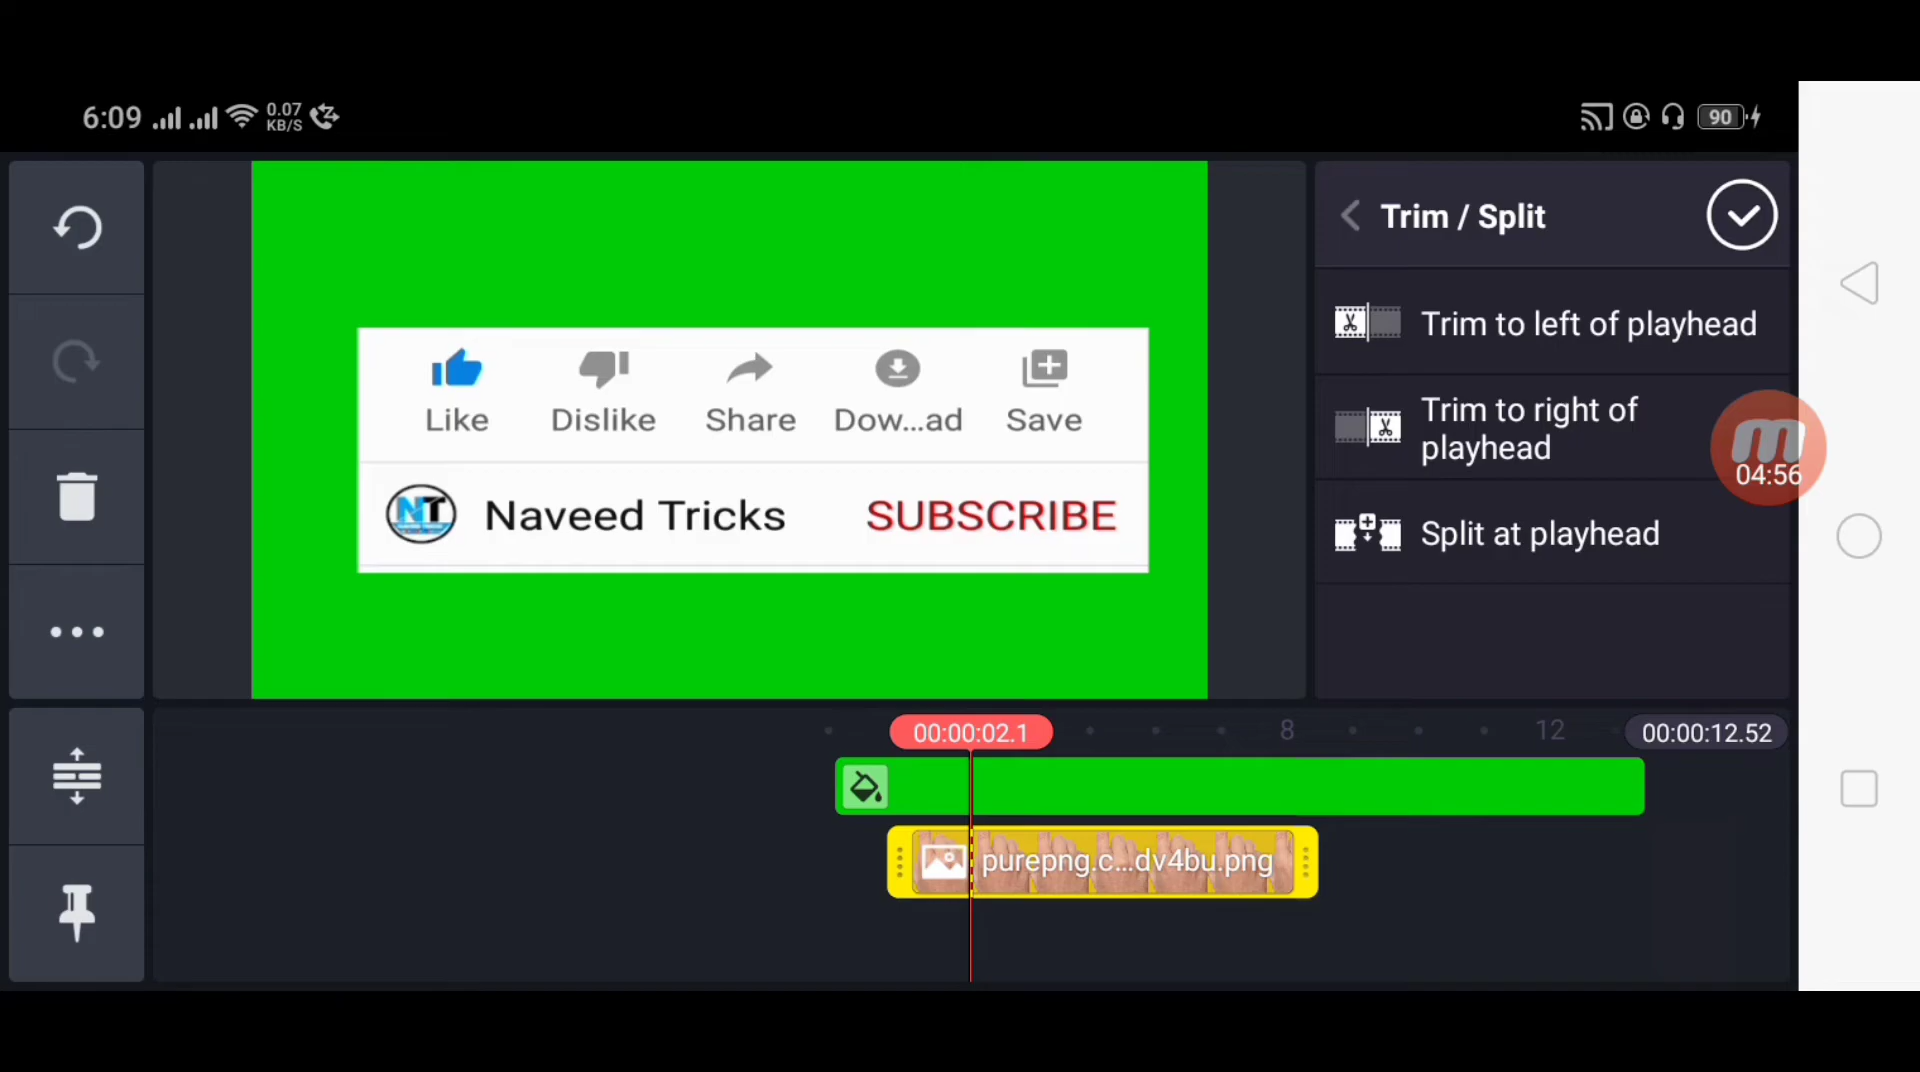 6:09
0.07
KB/S
90
Trim / Split
Trim to left of playhead
Trim to right of
playhead
04:56
Split at playhead
Like
Dislike
Share
Dow...ad
Save
NT
Naveed Tricks
SUBSCRIBE
00:00:02.1
8
12
00:00:12.52
purepng.c...dv4bu.png